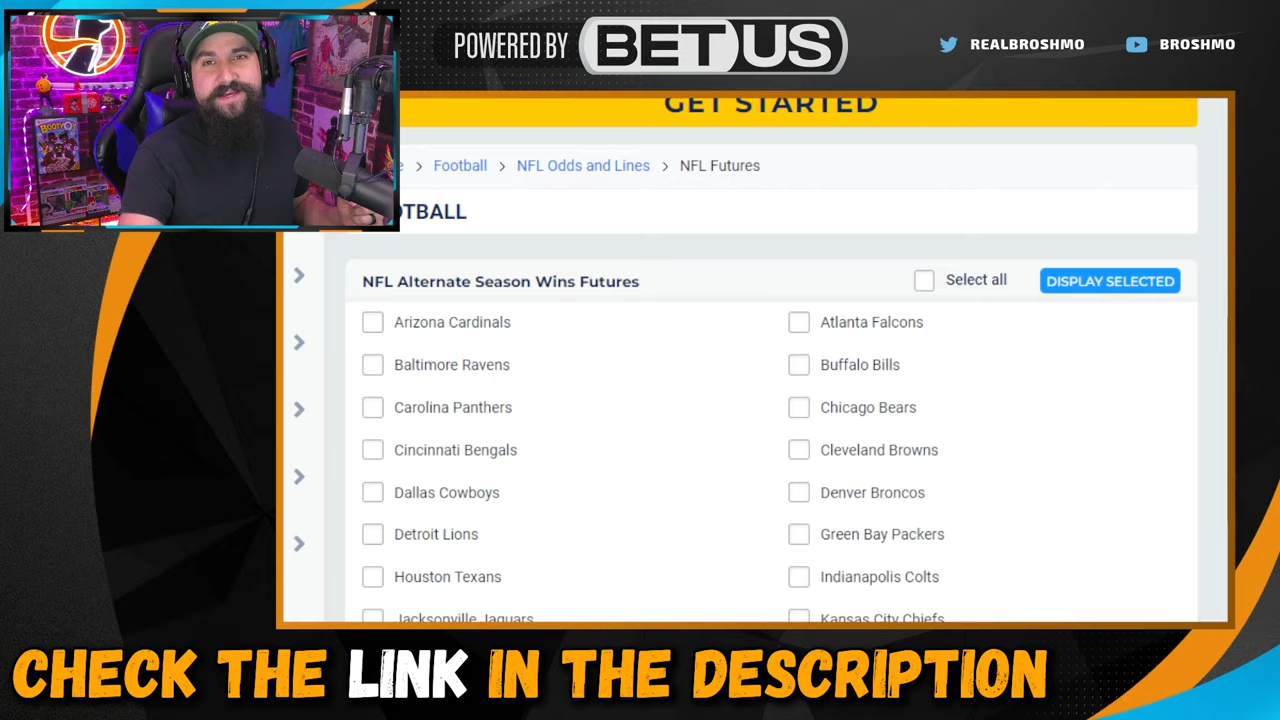 POWERED BY BETUS
REALBROSHMO
BROSHMO
BOOTYOY
GET STARTED
Football > NFL Odds and Lines > NFL Futures
OTBALL
NFL Alternate Season Wins Futures
Select all
DISPLAY SELECTED
Arizona Cardinals
Atlanta Falcons
Baltimore Ravens
Buffalo Bills
Carolina Panthers
Chicago Bears
Cincinnati Bengals
Cleveland Browns
Dallas Cowboys
Denver Broncos
Detroit Lions
Green Bay Packers
Houston Texans
Indianapolis Colts
Jacksonville Jaguars
Kansas City Chiefs
CHECK THE LINK IN THE DESCRIPTION